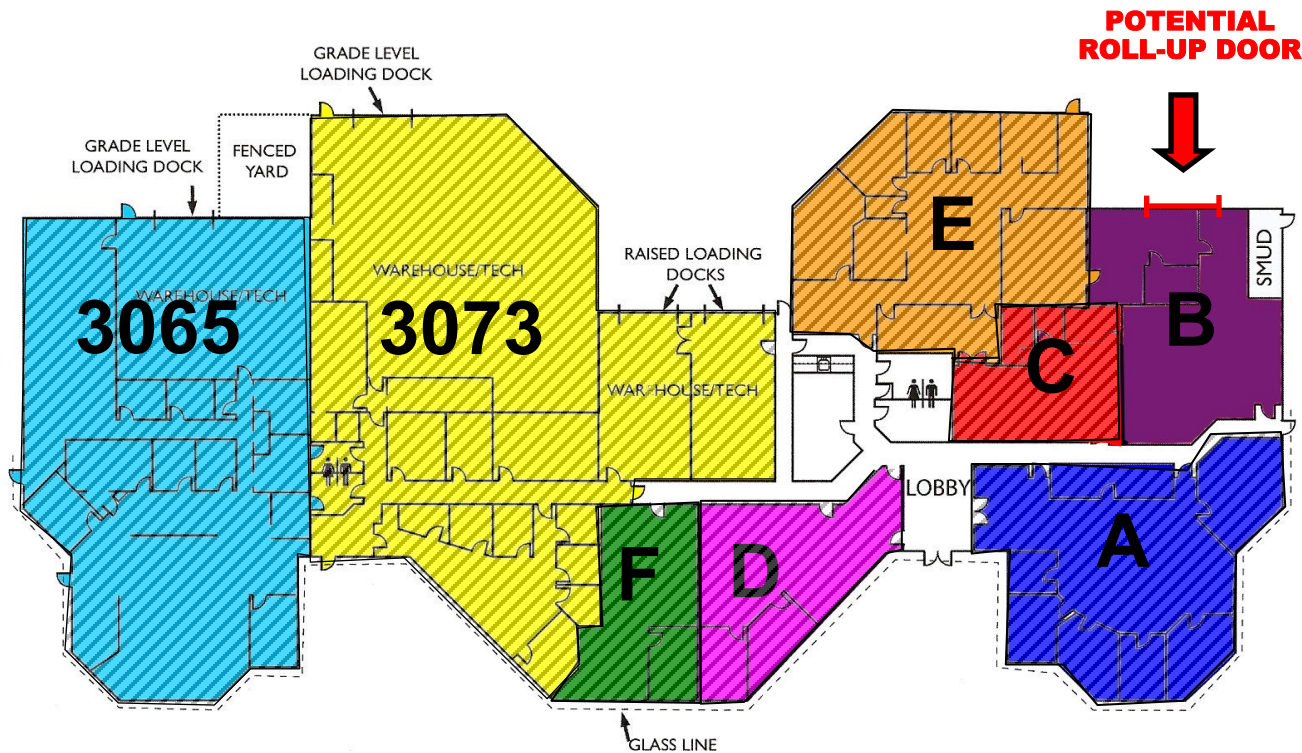 POTENTIAL
ROLL-UP DOOR
GRADE LEVEL
LOADING DOCK
GRADE LEVEL
LOADING DOCK
FENCED
YARD
E
SMUD
RAISED LOADING
DOCKS
WAREHOUSE/TECH
WAREHOUSE/TECH
3065
3073
B
C
WAREHOUSE/TECH
LOBBY
A
F
D
GLASS LINE